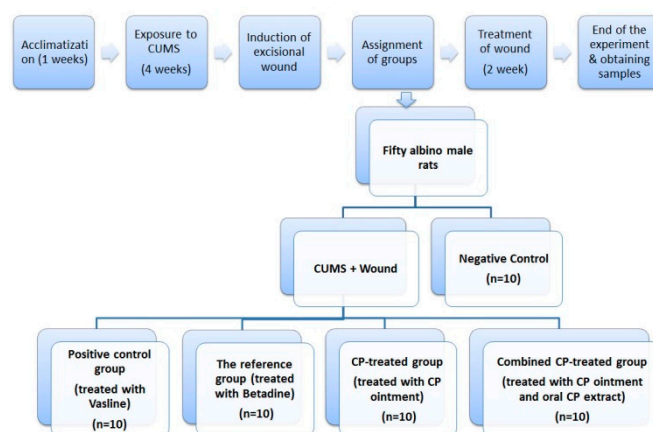 Acclimatizati
on (1 weeks)
Exposure to
CUMS
(4 weeks)
Induction of
excisional
wound
Assignment
of groups
Treatment
of wound
(2 week)
End of the
experiment
& obtaining
samples
Fifty albino male
rats
CUMS + Wound
Negative Control
(n=10)
Positive control
group
(treated with
Vasline)
(n=10)
The reference
group (treated
with Betadine)
(n=10)
CP-treated group
(treated with CP
ointment)
(n=10)
Combined CP-treated group
(treated with CP ointment
and oral CP extract)
(n=10)